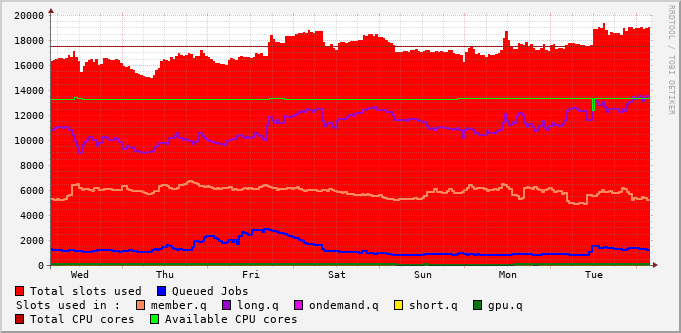 20000
18000
16000
14000
12000
10000
8000
6000
4000
2000
0
Wed Thu Fri Sat Sun Mon Tue
Total slots used Queued Jobs
Slots used in : member.q long.q ondemand.q short.q gpu.q
Total CPU cores Available CPU cores
RRDTOOL / TOBI OETIKER